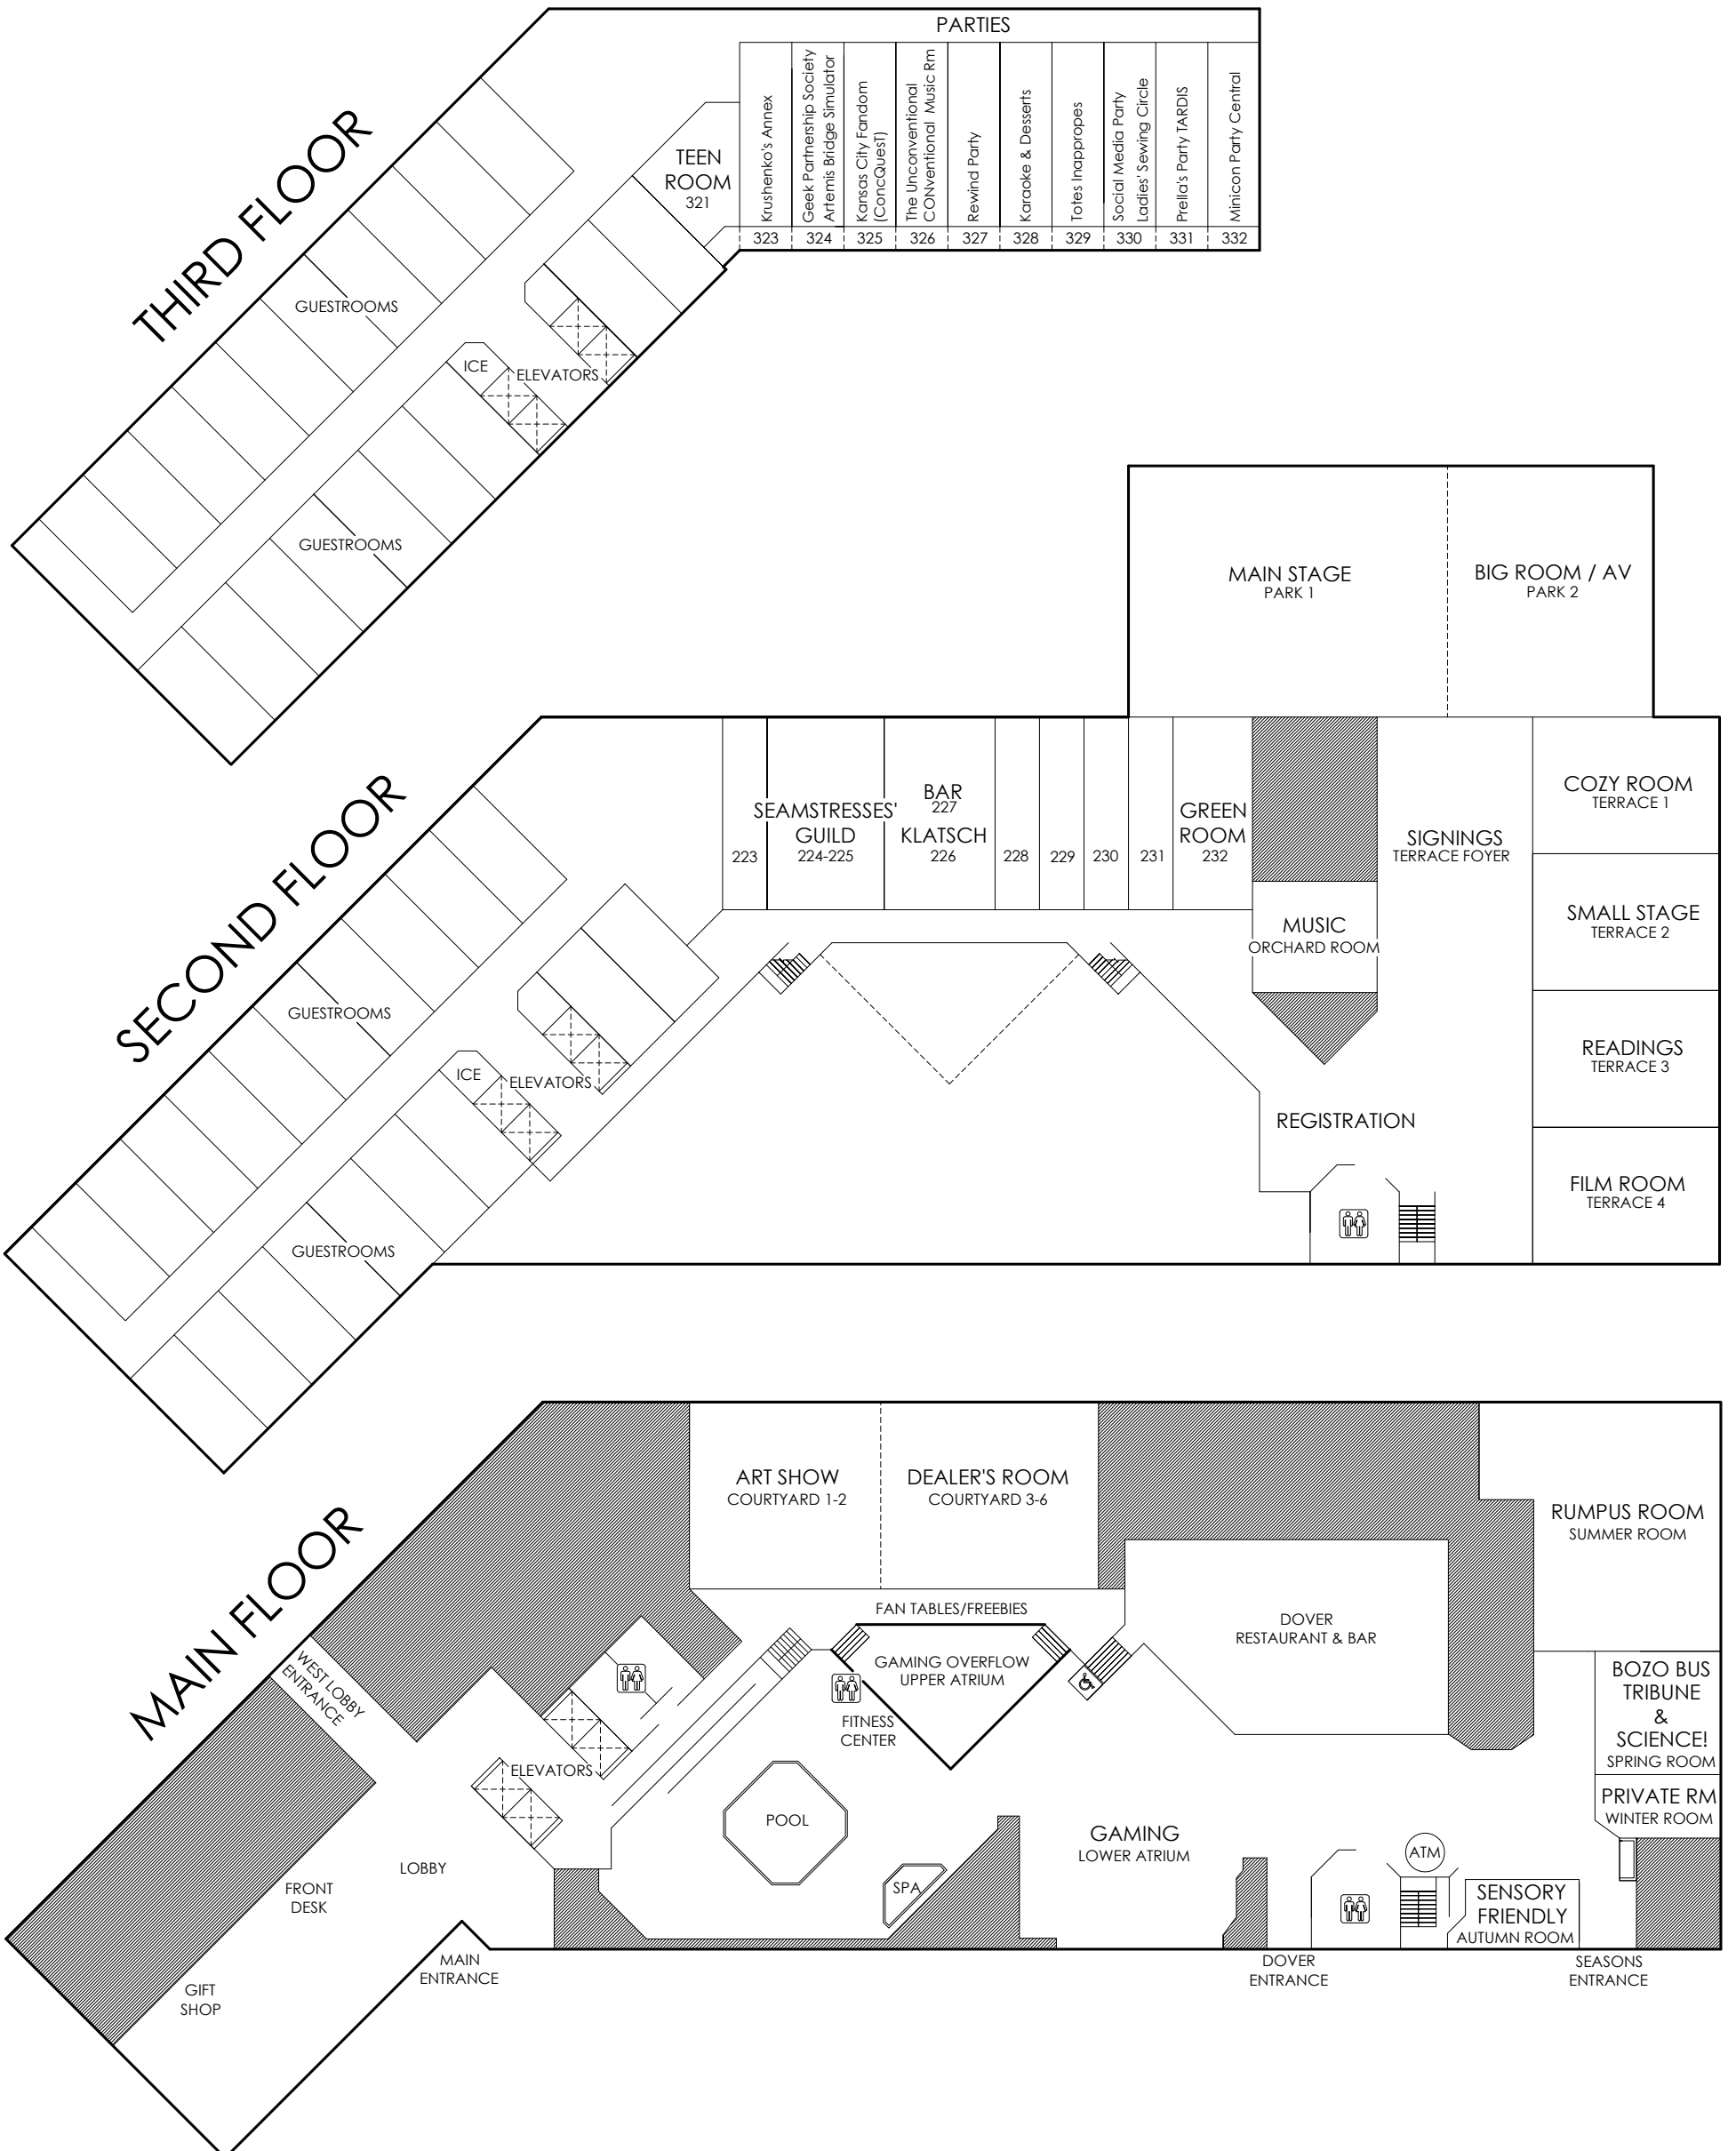 THIRD FLOOR
PARTIES
TEEN
ROOM
321
Krushenko's Annex
323
Geek Partnership Society
Artemis Bridge Simulator
324
Kansas City Fandom
(ConcQuesT)
325
The Unconventional
CONventional Music Rm
326
Rewind Party
327
Karaoke & Desserts
328
Totes Inappropes
329
Social Media Party
Ladies' Sewing Circle
330
Prella's Party TARDIS
331
Minicon Party Central
332
GUESTROOMS
ICE
ELEVATORS
GUESTROOMS
SECOND FLOOR
MAIN STAGE
PARK 1
BIG ROOM / AV
PARK 2
223
SEAMSTRESSES'
GUILD
224-225
BAR
227
KLATSCH
226
228
229
230
231
GREEN
ROOM
232
SIGNINGS
TERRACE FOYER
COZY ROOM
TERRACE 1
MUSIC
ORCHARD ROOM
SMALL STAGE
TERRACE 2
READINGS
TERRACE 3
REGISTRATION
FILM ROOM
TERRACE 4
GUESTROOMS
ICE
ELEVATORS
GUESTROOMS
MAIN FLOOR
ART SHOW
COURTYARD 1-2
DEALER'S ROOM
COURTYARD 3-6
RUMPUS ROOM
SUMMER ROOM
FAN TABLES/FREEBIES
DOVER
RESTAURANT & BAR
GAMING OVERFLOW
UPPER ATRIUM
WEST LOBBY
ENTRANCE
FITNESS
CENTER
BOZO BUS
TRIBUNE
&
SCIENCE!
SPRING ROOM
ELEVATORS
PRIVATE RM
WINTER ROOM
POOL
GAMING
LOWER ATRIUM
ATM
LOBBY
SPA
FRONT
DESK
SENSORY
FRIENDLY
AUTUMN ROOM
MAIN
ENTRANCE
DOVER
ENTRANCE
SEASONS
ENTRANCE
GIFT
SHOP